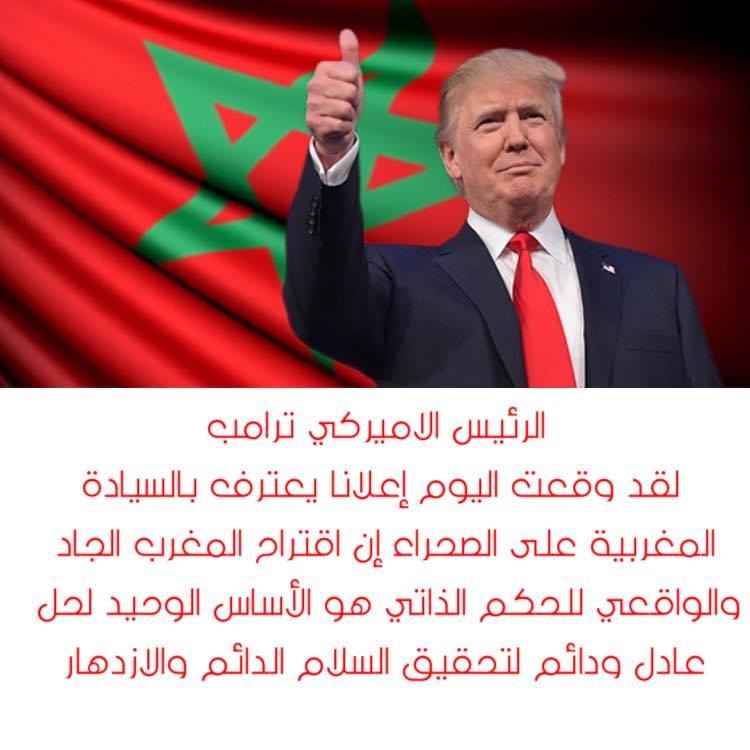 الرئيس الاميركي ترامب
لقد وقعت اليوم إعلانا يعترف بالسيادة
المغربية على الصحراء إن اقتراح المغرب الجاد
والواقعي للحكم الذاتي هو الأساس الوحيد لحل
عادل ودائم لتحقيق السلام الدائم والازدهار